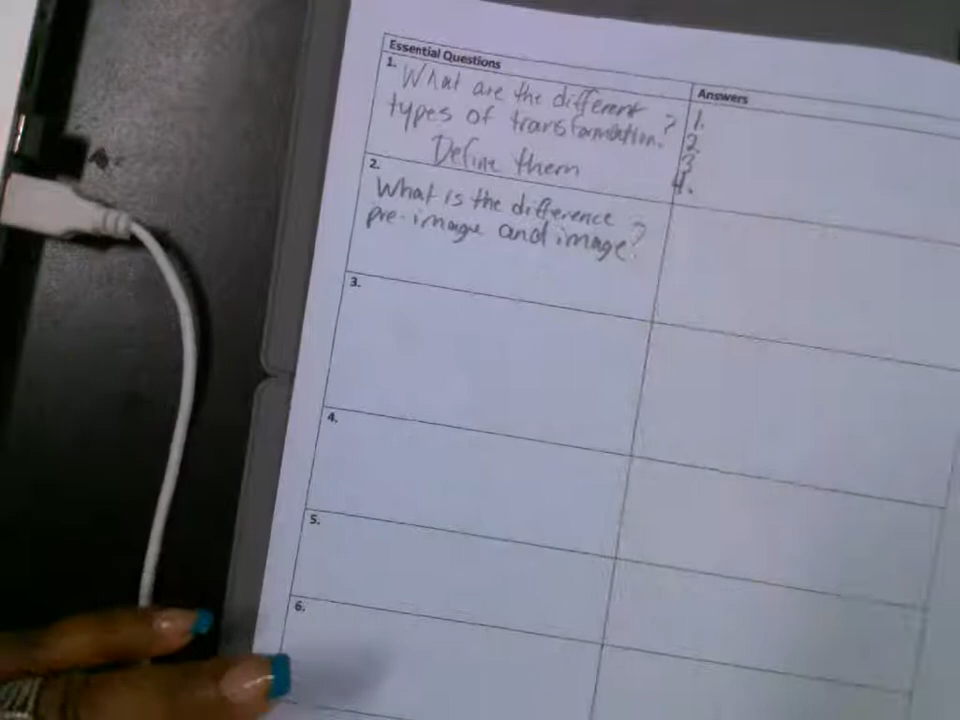 Essential Questions
Answers
1. What are the different
types of transformation. ?
Define them
1.
2.
3.
4.
2.
What is the difference
pre-image and image?
3.
4.
5.
6.